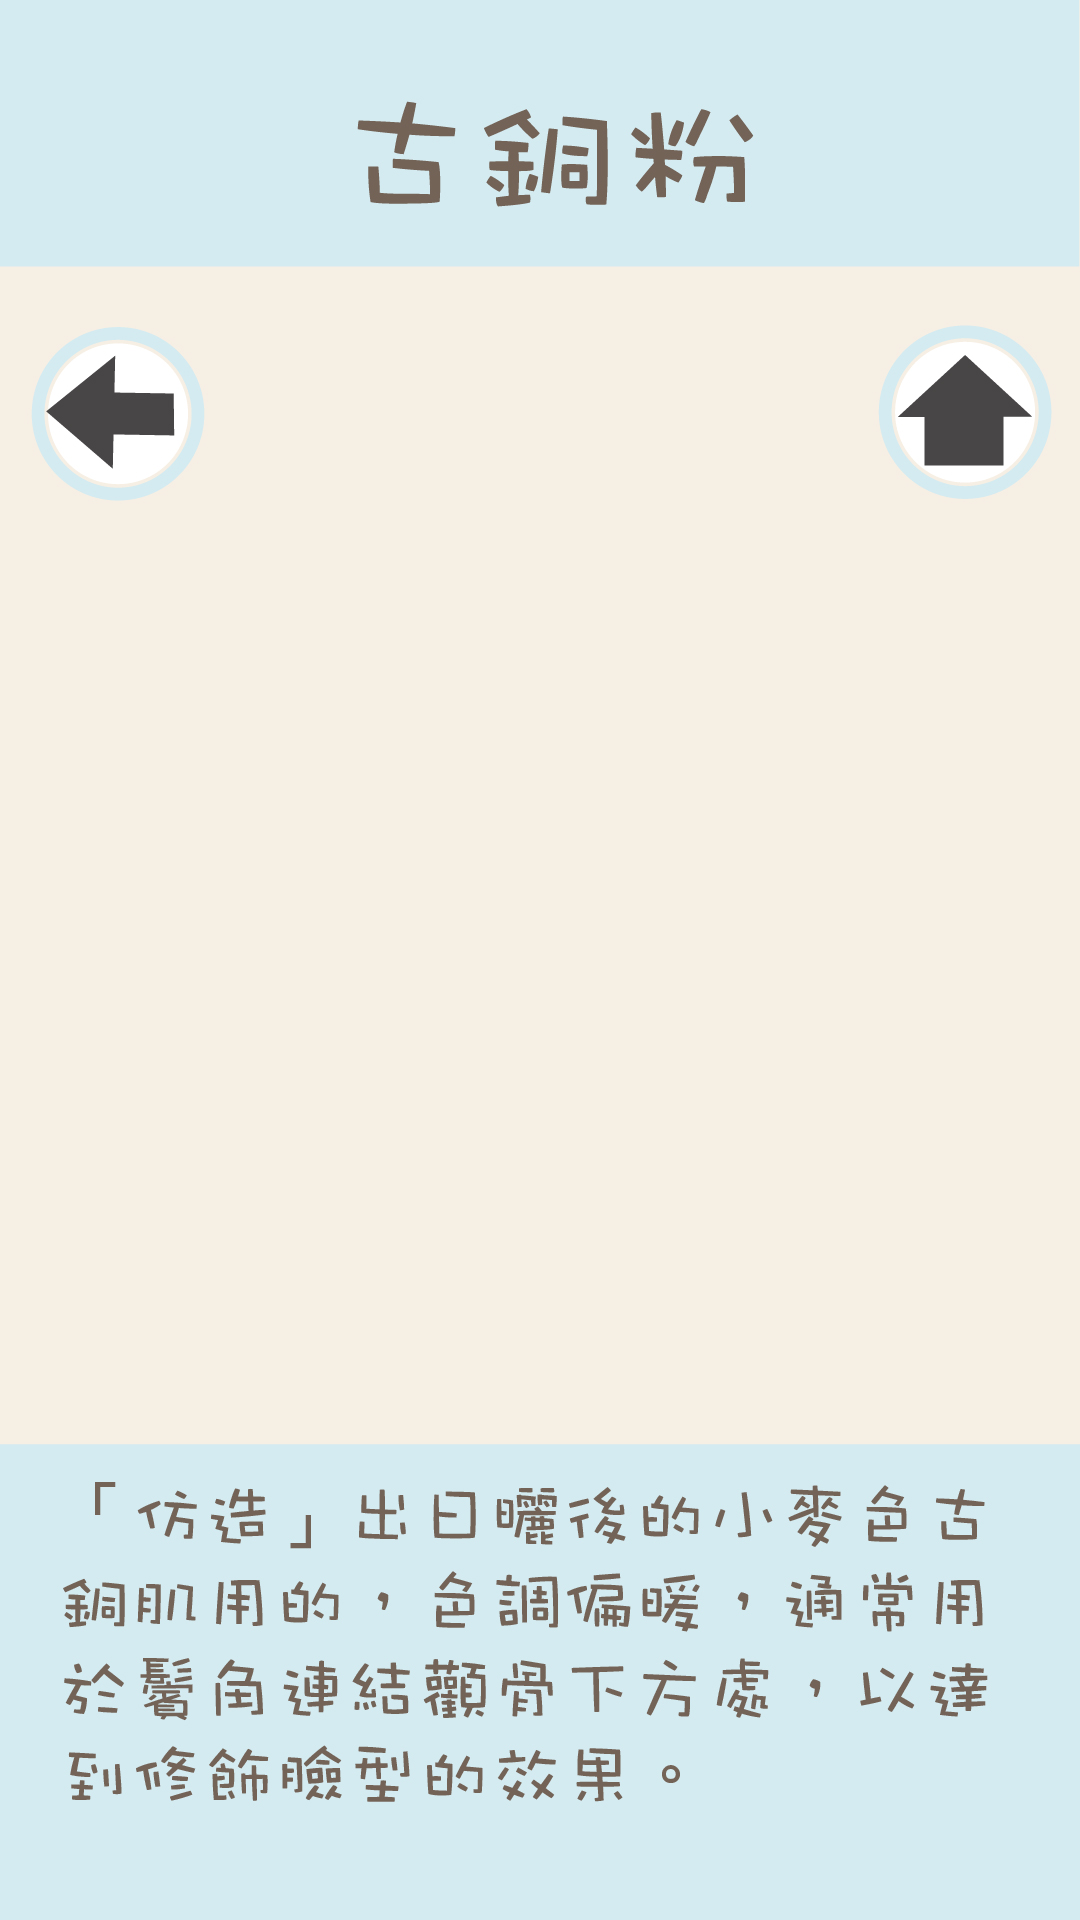 古銅粉
「仿造」出日曬後的小麥色古
銅肌用的，色調偏暖，通常用
於鬢角連結顴骨下方處，以達
到修飾臉型的效果。